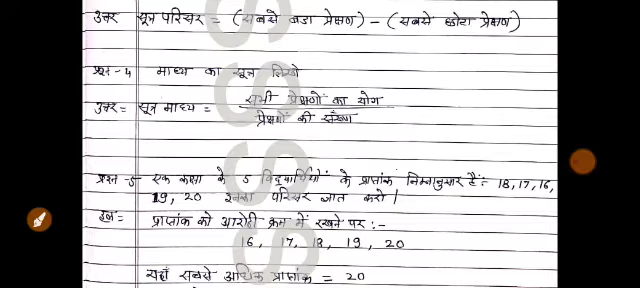 उत्तर सूत्र परिसर = (सबसे बडा प्रेक्षण) - (सबसे छोटा प्रेक्षण)
प्रश्न-4 माध्य का सूत्र लिखो
उत्तर = सूत्र माध्य = सभी प्रेक्षणों का योग
प्रेक्षणों की संख्या
प्रश्न-5 एक कक्षा के 5 विद्यार्थियों के प्राप्तांक निम्नानुसार हैं:- 18,17,16,
19, 20 इनका परिसर ज्ञात करो।
हल= प्राप्तांक को आरोही क्रम में रखने पर:-
16, 17, 18, 19, 20
यहाँ सबसे अधिक प्राप्तांक = 20